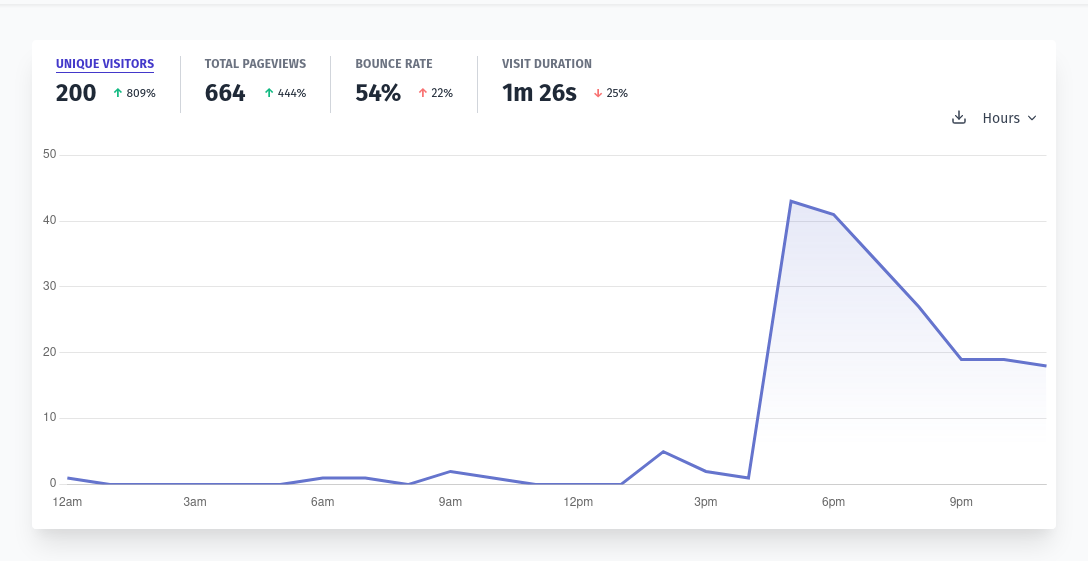 UNIQUE VISITORS TOTAL PAGEVIEWS BOUNCE RATE VISIT DURATION
200 ↑ 809% 664 ↑ 444% 54% ↑ 22% 1m 26s ↓ 25%
Hours
50
40
30
20
10
0
12am 3am 6am 9am 12pm 3pm 6pm 9pm